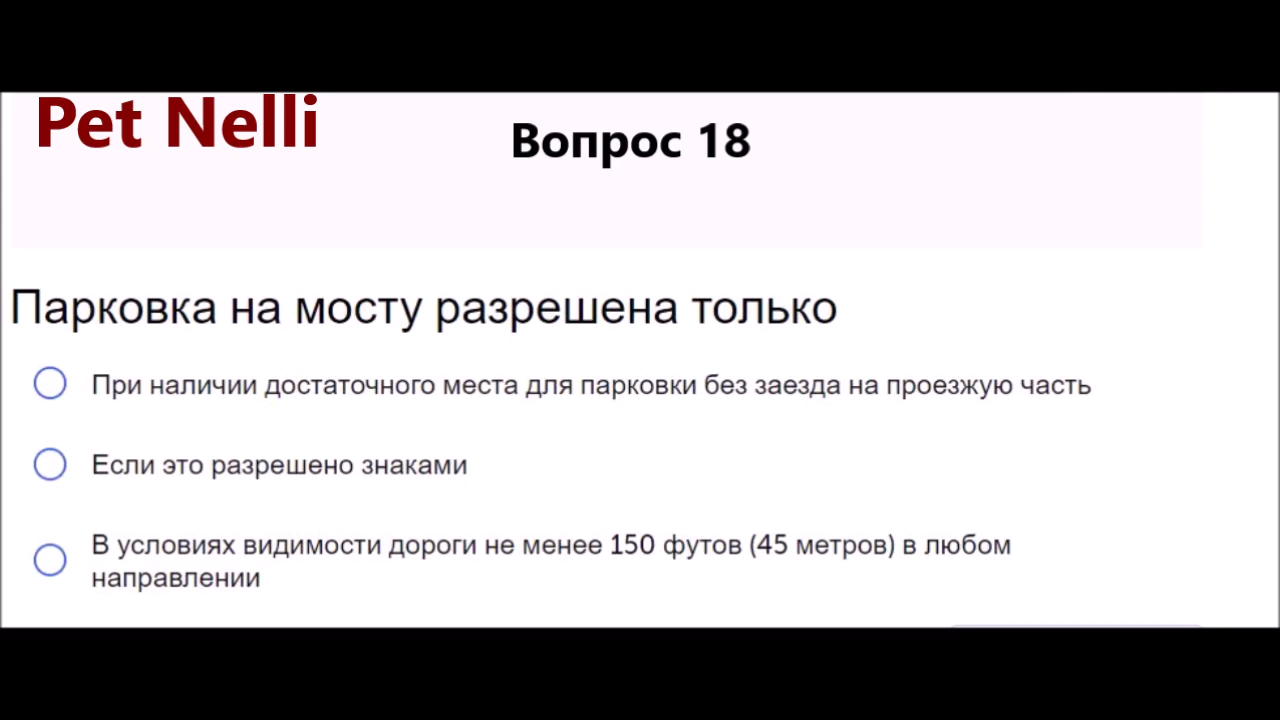 Pet Nelli
Вопрос 18
Парковка на мосту разрешена только
При наличии достаточного места для парковки без заезда на проезжую часть
Если это разрешено знаками
В условиях видимости дороги не менее 150 футов (45 метров) в любом
направлении